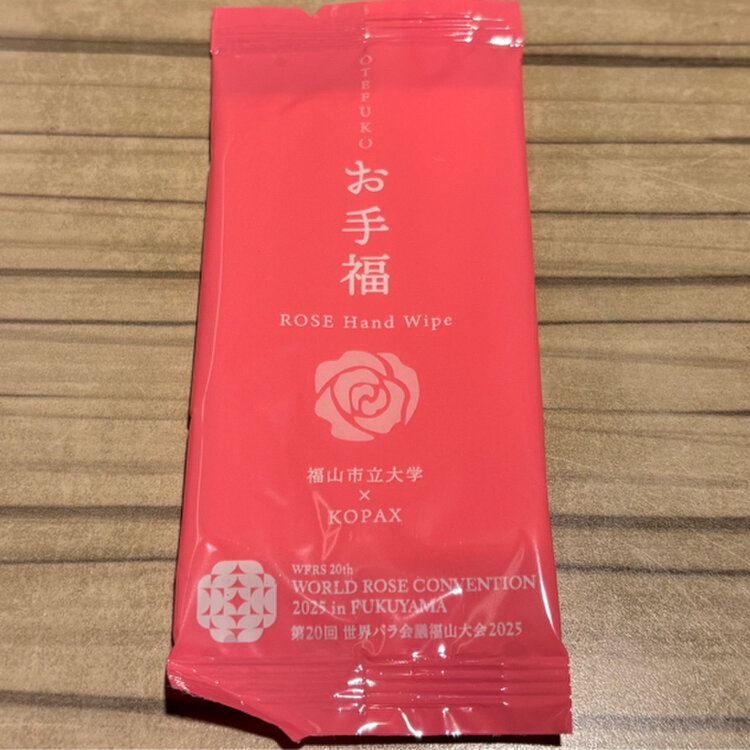 OTEFUKU
お手福
ROSE Hand Wipe
福山市立大学
×
KOPAX
WFRS 20th
WORLD ROSE CONVENTION
2025 in FUKUYAMA
第20回 世界バラ会議福山大会2025